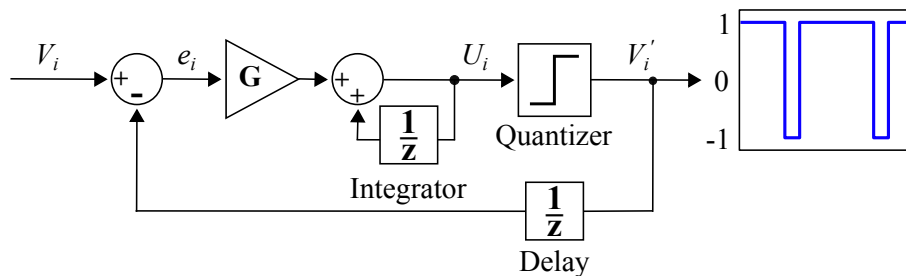 V_i
+
-
e_i
G
+
+
U_i
1/z
Integrator
Quantizer
V_i'
1/z
Delay
1
0
-1